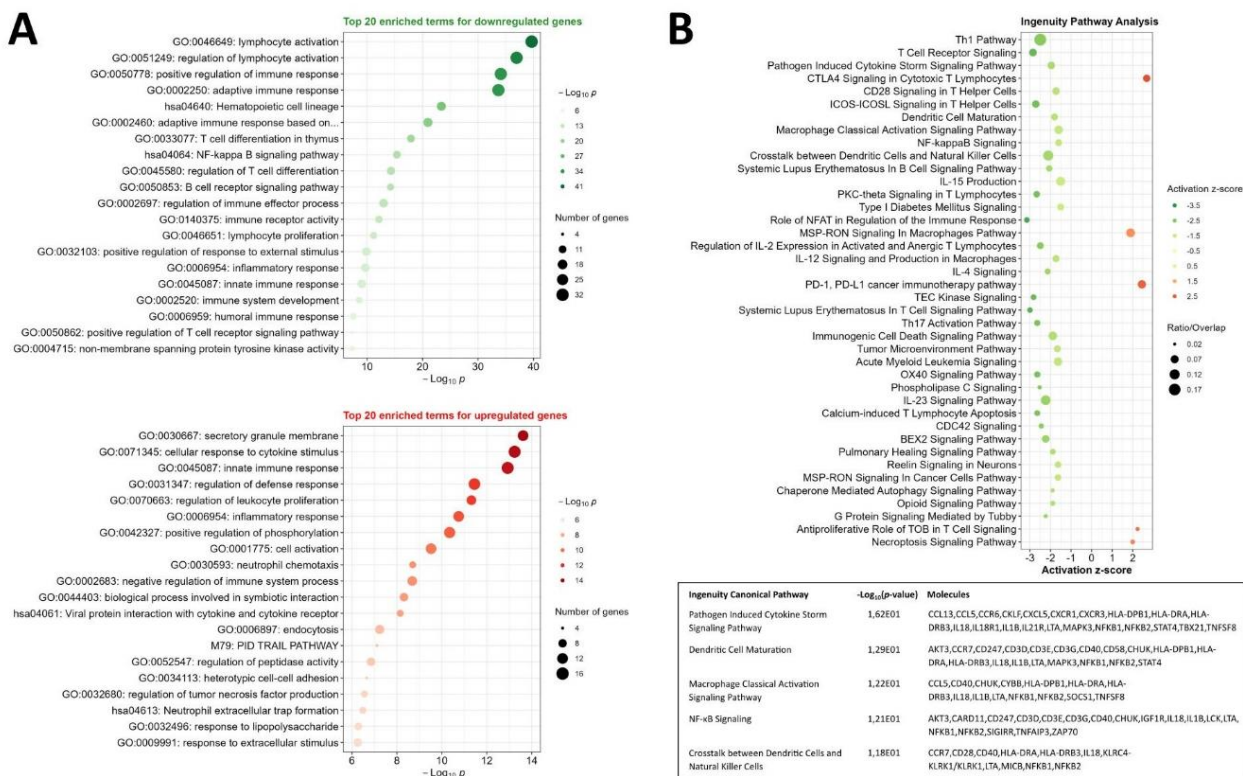 A
Top 20 enriched terms for downregulated genes
GO:0046649: lymphocyte activation
GO:0051249: regulation of lymphocyte activation
GO:0050778: positive regulation of immune response
GO:0002250: adaptive immune response
hsa04640: Hematopoietic cell lineage
GO:0002460: adaptive immune response based on...
GO:0033077: T cell differentiation in thymus
hsa04064: NF-kappa B signaling pathway
GO:0045580: regulation of T cell differentiation
GO:0050853: B cell receptor signaling pathway
GO:0002697: regulation of immune effector process
GO:0140375: immune receptor activity
GO:0046651: lymphocyte proliferation
GO:0032103: positive regulation of response to external stimulus
GO:0006954: inflammatory response
GO:0045087: innate immune response
GO:0002520: immune system development
GO:0006959: humoral immune response
GO:0050862: positive regulation of T cell receptor signaling pathway
GO:0004715: non-membrane spanning protein tyrosine kinase activity
10 20 30 40
− Log10 p
− Log10 p
6
13
20
27
34
41
Number of genes
4
11
18
25
32
Top 20 enriched terms for upregulated genes
GO:0030667: secretory granule membrane
GO:0071345: cellular response to cytokine stimulus
GO:0045087: innate immune response
GO:0031347: regulation of defense response
GO:0070663: regulation of leukocyte proliferation
GO:0006954: inflammatory response
GO:0042327: positive regulation of phosphorylation
GO:0001775: cell activation
GO:0030593: neutrophil chemotaxis
GO:0002683: negative regulation of immune system process
GO:0044403: biological process involved in symbiotic interaction
hsa04061: Viral protein interaction with cytokine and cytokine receptor
GO:0006897: endocytosis
M79: PID TRAIL PATHWAY
GO:0052547: regulation of peptidase activity
GO:0034113: heterotypic cell-cell adhesion
GO:0032680: regulation of tumor necrosis factor production
hsa04613: Neutrophil extracellular trap formation
GO:0032496: response to lipopolysaccharide
GO:0009991: response to extracellular stimulus
6 8 10 12 14
− Log10 p
− Log10 p
6
8
10
12
14
Number of genes
4
8
12
16
B
Ingenuity Pathway Analysis
Th1 Pathway
T Cell Receptor Signaling
Pathogen Induced Cytokine Storm Signaling Pathway
CTLA4 Signaling in Cytotoxic T Lymphocytes
CD28 Signaling in T Helper Cells
ICOS-ICOSL Signaling in T Helper Cells
Dendritic Cell Maturation
Macrophage Classical Activation Signaling Pathway
NF-kappaB Signaling
Crosstalk between Dendritic Cells and Natural Killer Cells
Systemic Lupus Erythematosus In B Cell Signaling Pathway
IL-15 Production
PKC-theta Signaling in T Lymphocytes
Type I Diabetes Mellitus Signaling
Role of NFAT in Regulation of the Immune Response
MSP-RON Signaling In Macrophages Pathway
Regulation of IL-2 Expression in Activated and Anergic T Lymphocytes
IL-12 Signaling and Production in Macrophages
IL-4 Signaling
PD-1, PD-L1 cancer immunotherapy pathway
TEC Kinase Signaling
Systemic Lupus Erythematosus In T Cell Signaling Pathway
Th17 Activation Pathway
Immunogenic Cell Death Signaling Pathway
Tumor Microenvironment Pathway
Acute Myeloid Leukemia Signaling
OX40 Signaling Pathway
Phospholipase C Signaling
IL-23 Signaling Pathway
Calcium-induced T Lymphocyte Apoptosis
CDC42 Signaling
BEX2 Signaling Pathway
Pulmonary Healing Signaling Pathway
Reelin Signaling in Neurons
MSP-RON Signaling In Cancer Cells Pathway
Chaperone Mediated Autophagy Signaling Pathway
Opioid Signaling Pathway
G Protein Signaling Mediated by Tubby
Antiproliferative Role of TOB in T Cell Signaling
Necroptosis Signaling Pathway
-3 -2 -1 0 1 2
Activation z-score
Activation z-score
-3.5
-2.5
-1.5
-0.5
0.5
1.5
2.5
Ratio/Overlap
0.02
0.07
0.12
0.17
Ingenuity Canonical Pathway -Log10(p-value) Molecules
Pathogen Induced Cytokine Storm 1,62E01 CCL13,CCL5,CCR6,CKLF,CXCL5,CXCR1,CXCR3,HLA-DPB1,HLA-DRA,HLA-
Signaling Pathway DRB3,IL18,IL18R1,IL1B,IL21R,LTA,MAPK3,NFKB1,NFKB2,STAT4,TBX21,TNFSF8
Dendritic Cell Maturation 1,29E01 AKT3,CCR7,CD247,CD3D,CD3E,CD3G,CD40,CD58,CHUK,HLA-DPB1,HLA-
DRA,HLA-DRB3,IL18,IL1B,LTA,MAPK3,NFKB1,NFKB2,STAT4
Macrophage Classical Activation 1,22E01 CCL5,CD40,CHUK,CYBB,HLA-DPB1,HLA-DRA,HLA-
Signaling Pathway DRB3,IL18,IL1B,LTA,NFKB1,NFKB2,SOCS1,TNFSF8
NF-κB Signaling 1,21E01 AKT3,CARD11,CD247,CD3D,CD3E,CD3G,CD40,CHUK,IGF1R,IL18,IL1B,LCK,LTA,
NFKB1,NFKB2,SIGIRR,TNFAIP3,ZAP70
Crosstalk between Dendritic Cells and 1,18E01 CCR7,CD28,CD40,HLA-DRA,HLA-DRB3,IL18,KLRC4-
Natural Killer Cells KLRK1/KLRK1,LTA,MICB,NFKB1,NFKB2